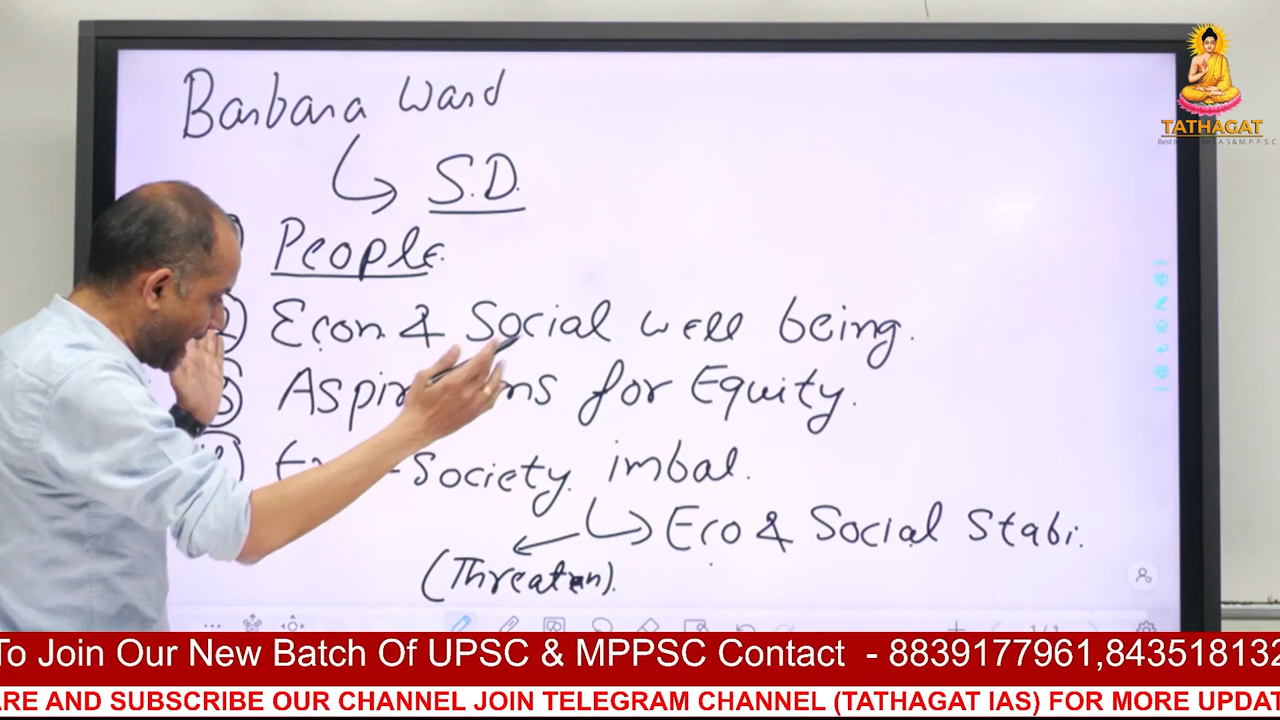 Barbara Ward
S.D.
People.
Econ & Social well being.
for Equity.
-Society imbal.
Eco & Social Stabi.
(Threaten).
TATHAGAT
1/1
To Join Our New Batch Of UPSC & MPPSC Contact - 8839177961,843518132
ARE AND SUBSCRIBE OUR CHANNEL JOIN TELEGRAM CHANNEL (TATHAGAT IAS) FOR MORE UPDAT